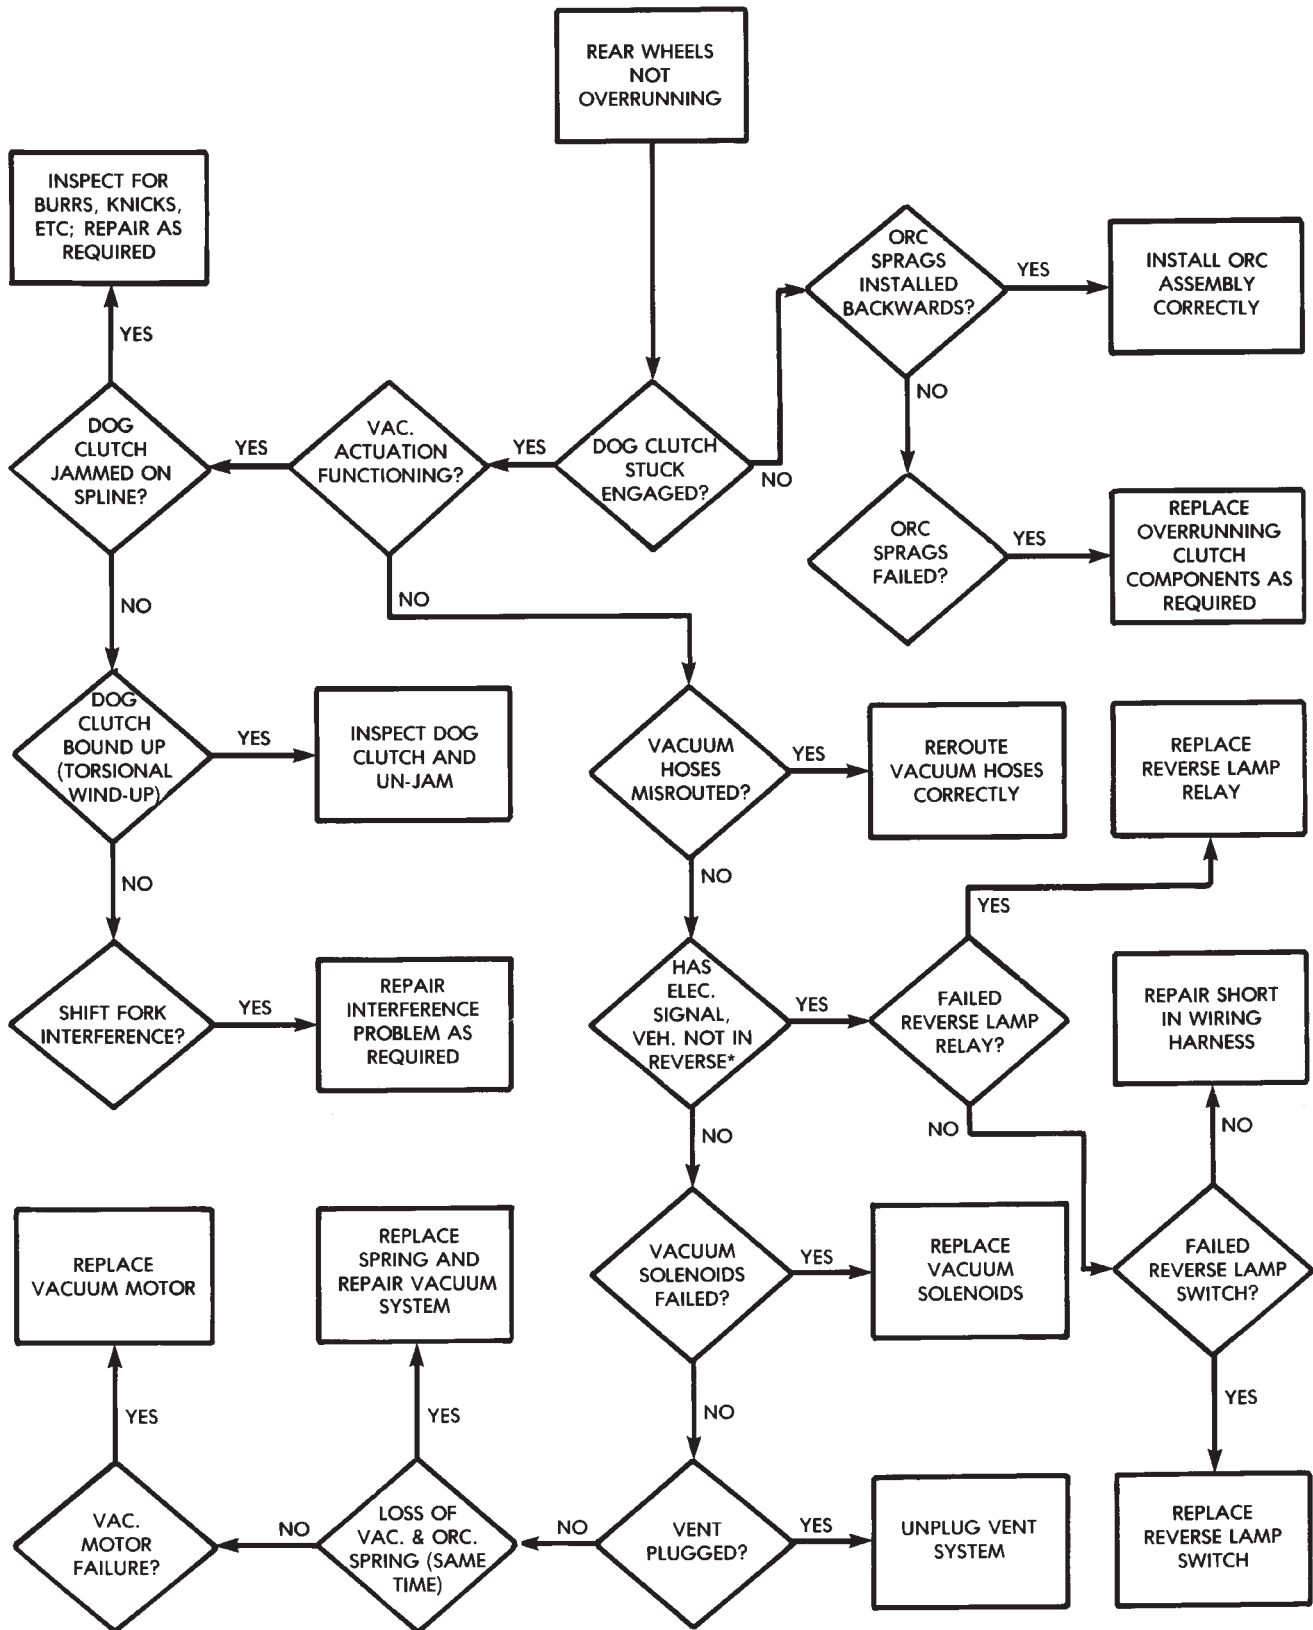 REAR WHEELS
NOT
OVERRUNNING
INSPECT FOR
BURRS, KNICKS,
ETC; REPAIR AS
REQUIRED
ORC
SPRAGS
INSTALLED
BACKWARDS?
YES
INSTALL ORC
ASSEMBLY
CORRECTLY
YES
NO
DOG
CLUTCH
JAMMED ON
SPLINE?
YES
VAC.
ACTUATION
FUNCTIONING?
YES
DOG CLUTCH
STUCK
ENGAGED?
NO
ORC
SPRAGS
FAILED?
YES
REPLACE
OVERRUNNING
CLUTCH
COMPONENTS AS
REQUIRED
NO
NO
DOG
CLUTCH
BOUND UP
(TORSIONAL
WIND-UP)
YES
INSPECT DOG
CLUTCH AND
UN-JAM
VACUUM
HOSES
MISROUTED?
YES
REROUTE
VACUUM HOSES
CORRECTLY
REPLACE
REVERSE LAMP
RELAY
NO
NO
YES
SHIFT FORK
INTERFERENCE?
YES
REPAIR
INTERFERENCE
PROBLEM AS
REQUIRED
HAS
ELEC.
SIGNAL,
VEH. NOT IN
REVERSE*
YES
FAILED
REVERSE LAMP
RELAY?
REPAIR SHORT
IN WIRING
HARNESS
NO
NO
NO
REPLACE
VACUUM MOTOR
REPLACE
SPRING AND
REPAIR VACUUM
SYSTEM
VACUUM
SOLENOIDS
FAILED?
YES
REPLACE
VACUUM
SOLENOIDS
FAILED
REVERSE LAMP
SWITCH?
YES
YES
NO
YES
VAC.
MOTOR
FAILURE?
NO
LOSS OF
VAC. & ORC.
SPRING (SAME
TIME)
NO
VENT
PLUGGED?
YES
UNPLUG VENT
SYSTEM
REPLACE
REVERSE LAMP
SWITCH